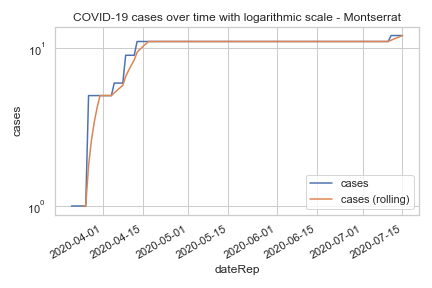 COVID-19 cases over time with logarithmic scale - Montserrat
10¹
cases
10⁰
cases
cases (rolling)
2020-04-01
2020-04-15
2020-05-01
2020-05-15
2020-06-01
2020-06-15
2020-07-01
2020-07-15
dateRep